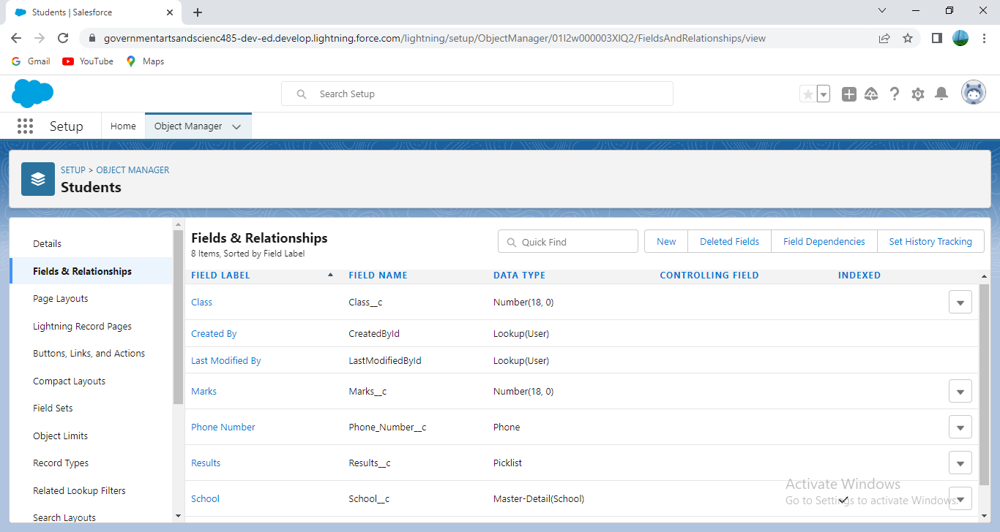 Students | Salesforce
governmentartsandscienc485-dev-ed.develop.lightning.force.com/lightning/setup/ObjectManager/01I2w000003XIQ2/FieldsAndRelationships/view
Gmail YouTube Maps
Search Setup
Setup Home Object Manager
SETUP > OBJECT MANAGER
Students
Details
Fields & Relationships
Page Layouts
Lightning Record Pages
Buttons, Links, and Actions
Compact Layouts
Field Sets
Object Limits
Record Types
Related Lookup Filters
Search Layouts
Fields & Relationships
8 Items, Sorted by Field Label
Quick Find
New Deleted Fields Field Dependencies Set History Tracking
FIELD LABEL FIELD NAME DATA TYPE CONTROLLING FIELD INDEXED
Class Class__c Number(18, 0)
Created By CreatedById Lookup(User)
Last Modified By LastModifiedById Lookup(User)
Marks Marks__c Number(18, 0)
Phone Number Phone_Number__c Phone
Results Results__c Picklist
School School__c Master-Detail(School)
Activate Windows
Go to Settings to activate Windows.